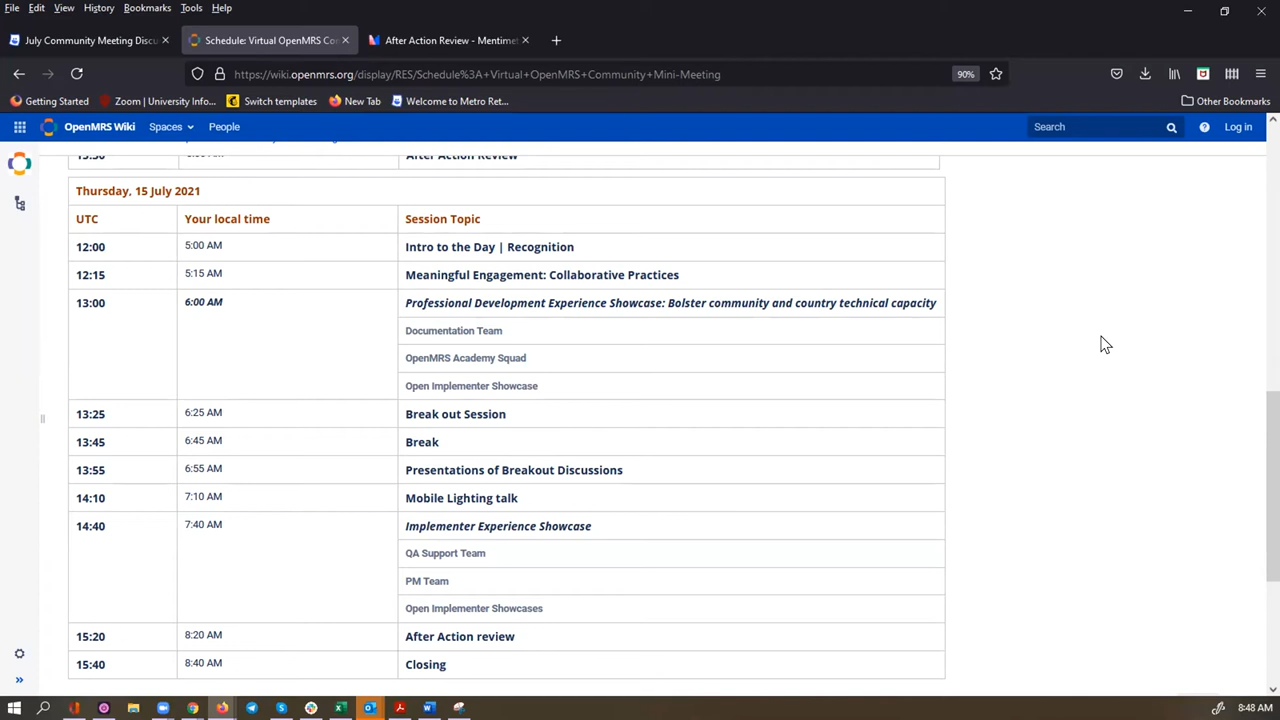 File Edit View History Bookmarks Tools Help
July Community Meeting Discu
Schedule: Virtual OpenMRS Co
After Action Review - Mentimet
https://wiki.openmrs.org/display/RES/Schedule%3A+Virtual+OpenMRS+Community+Mini-Meeting
90%
Getting Started
Zoom | University Info...
Switch templates
New Tab
Welcome to Metro Ret...
Other Bookmarks
OpenMRS Wiki
Spaces
People
Search
Log in
After Action Review
Thursday, 15 July 2021
UTC Your local time Session Topic
12:00 5:00 AM Intro to the Day | Recognition
12:15 5:15 AM Meaningful Engagement: Collaborative Practices
13:00 6:00 AM Professional Development Experience Showcase: Bolster community and country technical capacity
Documentation Team
OpenMRS Academy Squad
Open Implementer Showcase
13:25 6:25 AM Break out Session
13:45 6:45 AM Break
13:55 6:55 AM Presentations of Breakout Discussions
14:10 7:10 AM Mobile Lighting talk
14:40 7:40 AM Implementer Experience Showcase
QA Support Team
PM Team
Open Implementer Showcases
15:20 8:20 AM After Action review
15:40 8:40 AM Closing
8:48 AM